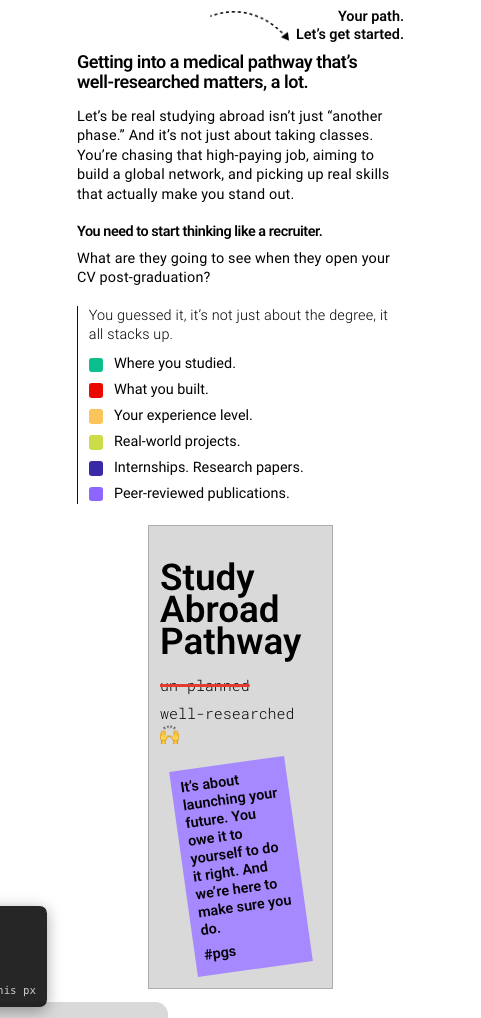 Your path.
Let's get started.
Getting into a medical pathway that's
well-researched matters, a lot.
Let's be real studying abroad isn't just “another
phase.” And it's not just about taking classes.
You're chasing that high-paying job, aiming to
build a global network, and picking up real skills
that actually make you stand out.
You need to start thinking like a recruiter.
What are they going to see when they open your
CV post-graduation?
You guessed it, it's not just about the degree, it
all stacks up.
Where you studied.
What you built.
Your experience level.
Real-world projects.
Internships. Research papers.
Peer-reviewed publications.
Study
Abroad
Pathway
un-planned
well-researched
🙌
It's about
launching your
future. You
owe it to
yourself to do
it right. And
we're here to
make sure you
do.
#pgs
px